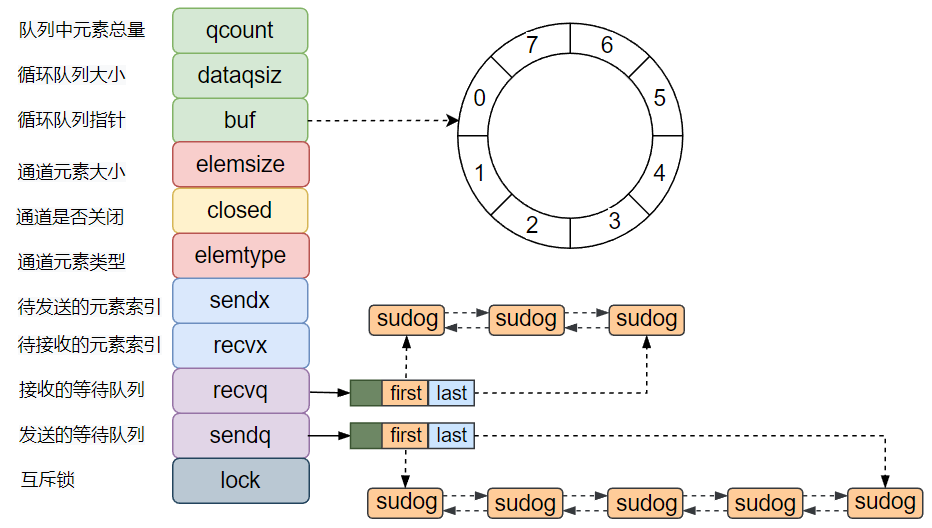 队列中元素总量 qcount
循环队列大小 dataqsiz
循环队列指针 buf
通道元素大小 elemsize
通道是否关闭 closed
通道元素类型 elemtype
待发送的元素索引 sendx
待接收的元素索引 recvx
接收的等待队列 recvq
发送的等待队列 sendq
互斥锁 lock
7 6
0 5
1 4
2 3
sudog sudog sudog
first last
first last
sudog sudog sudog sudog sudog